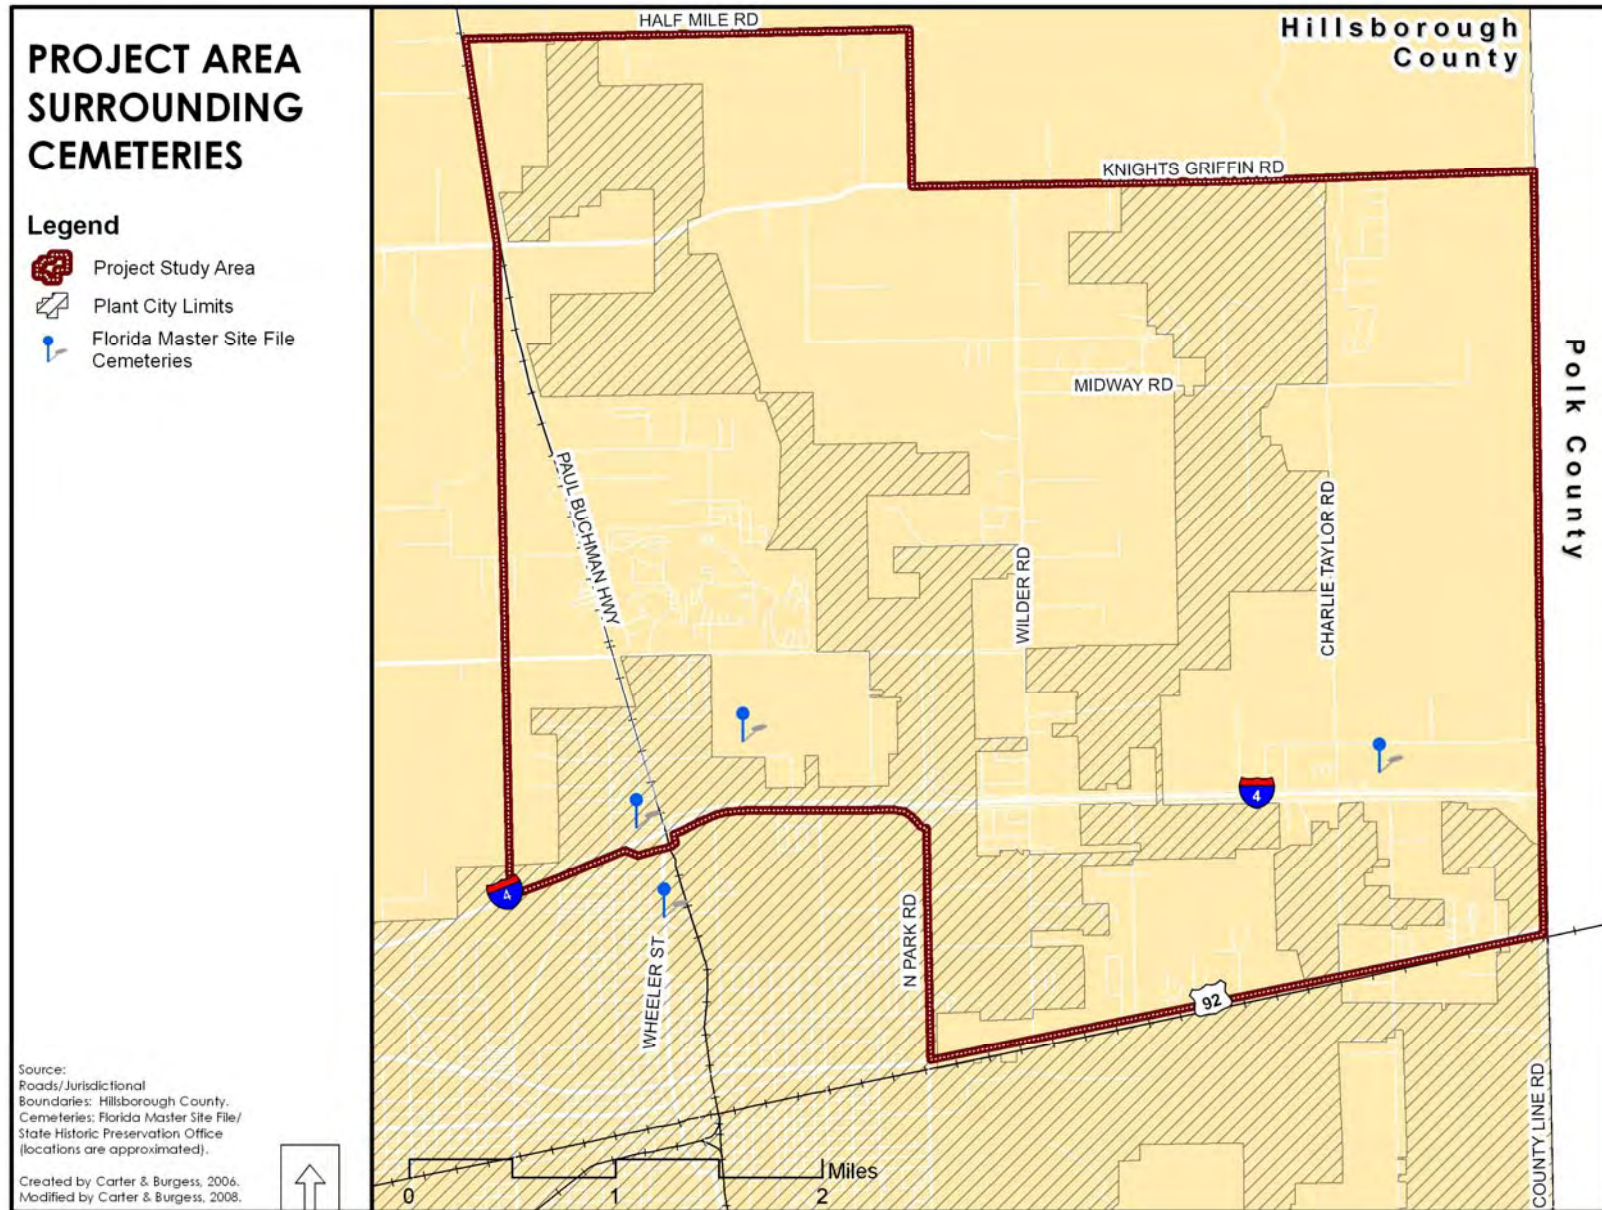 PROJECT AREA
SURROUNDING
CEMETERIES
Legend
Project Study Area
Plant City Limits
Florida Master Site File
Cemeteries
Source:
Roads/Jurisdictional
Boundaries: Hillsborough County.
Cemeteries: Florida Master Site File/
State Historic Preservation Office
(locations are approximated).
Created by Carter & Burgess, 2006.
Modified by Carter & Burgess, 2008.
HALF MILE RD
Hillsborough
County
KNIGHTS GRIFFIN RD
Polk County
MIDWAY RD
PAUL BUCHMAN HWY
WILDER RD
CHARLIE TAYLOR RD
4
4
N PARK RD
WHEELER ST
92
COUNTY LINE RD
Miles
0 1 2